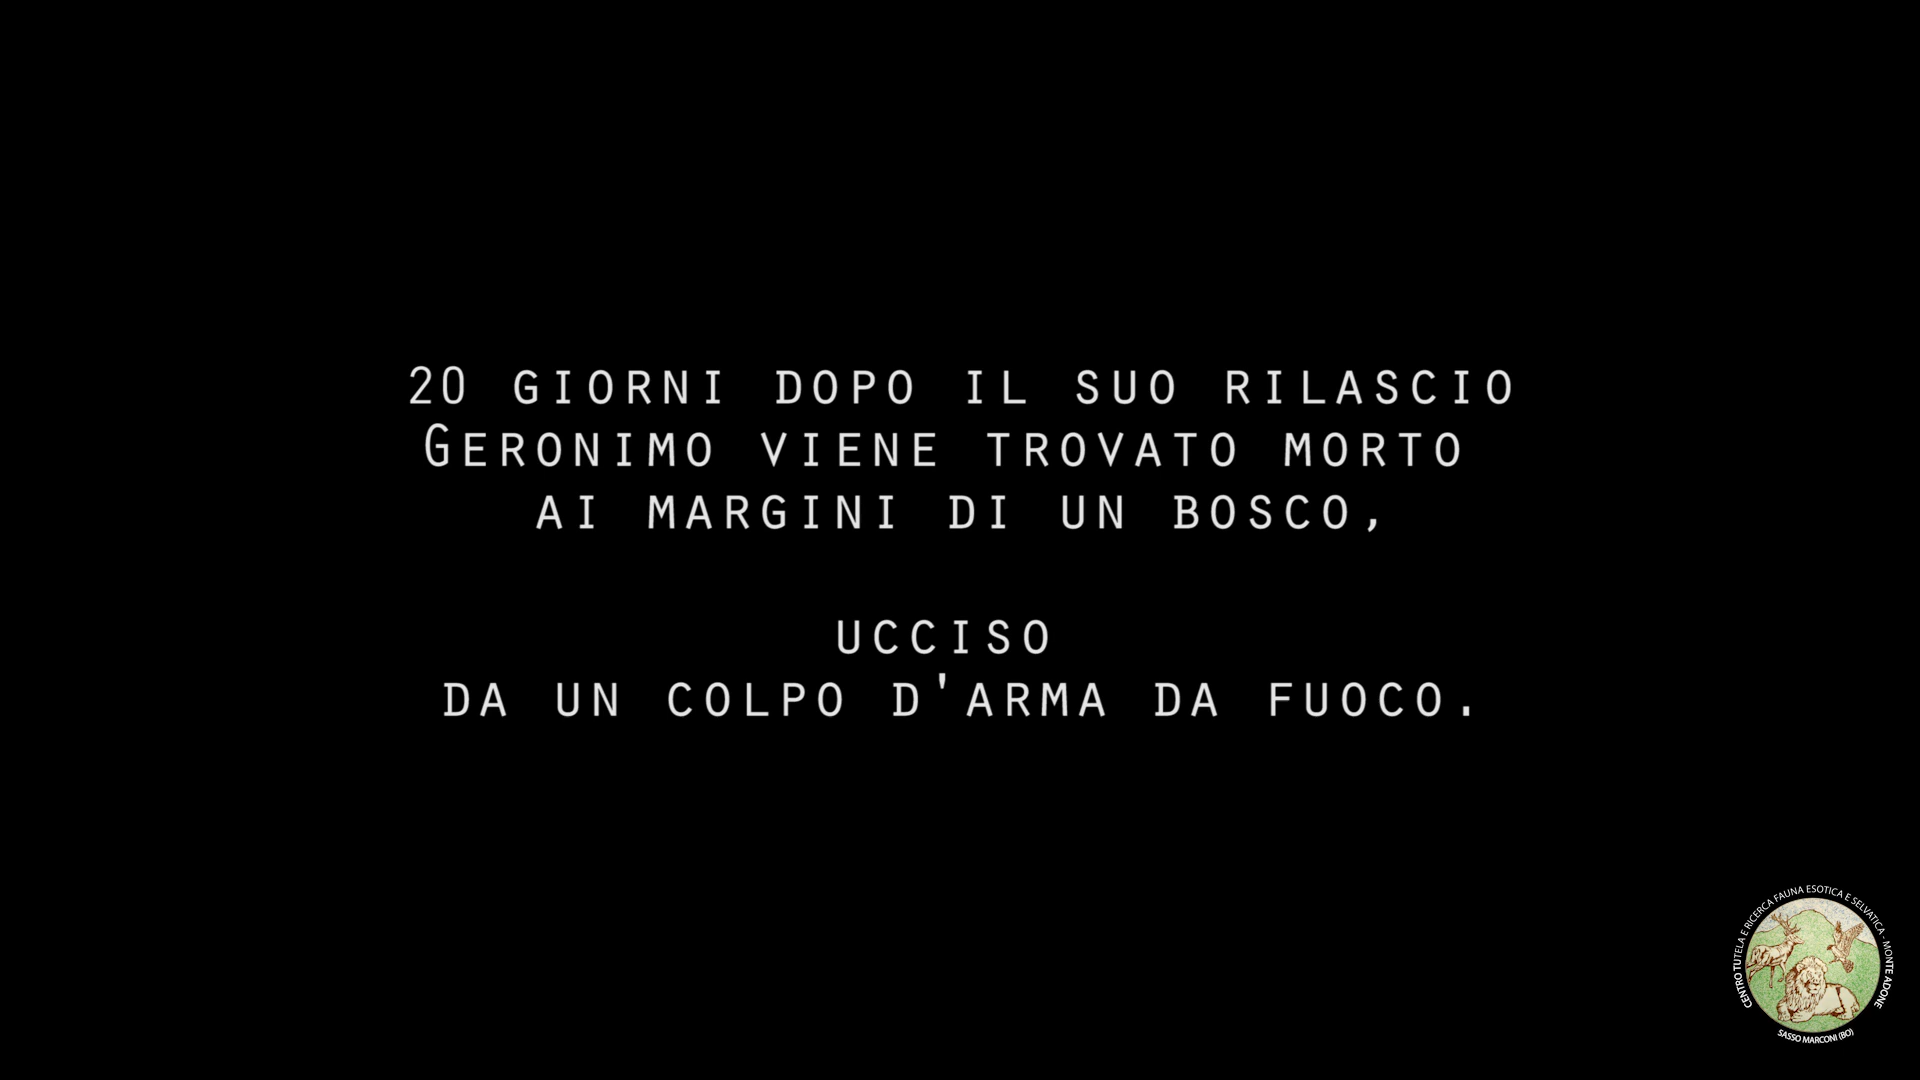 20 GIORNI DOPO IL SUO RILASCIO
GERONIMO VIENE TROVATO MORTO
AI MARGINI DI UN BOSCO,
UCCISO
DA UN COLPO D'ARMA DA FUOCO.
CENTRO TUTELA E RICERCA FAUNA ESOTICA E SELVATICA - MONTE ADONE
SASSO MARCONI (BO)